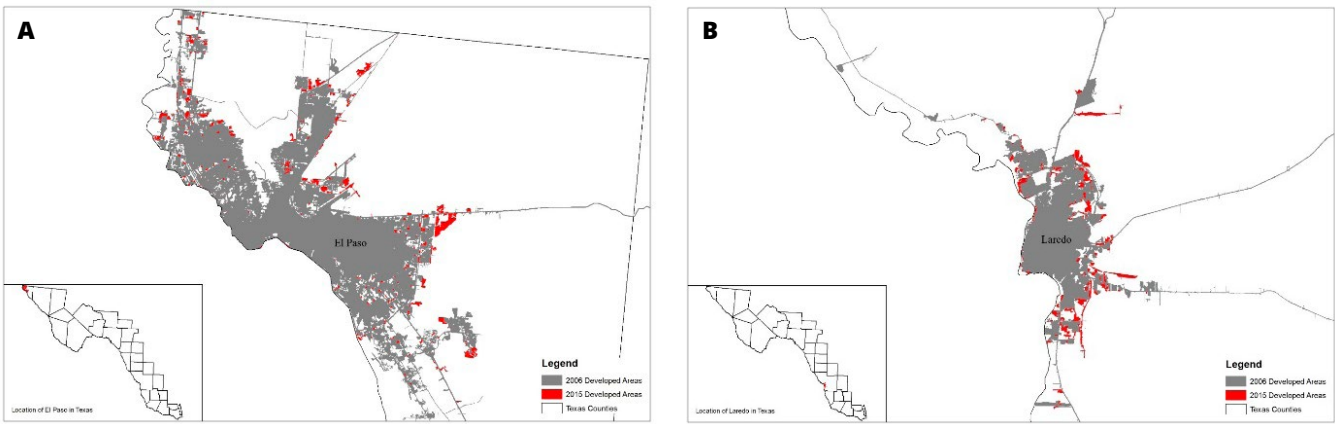 A
El Paso
Legend
2006 Developed Areas
2015 Developed Areas
Texas Counties
Location of El Paso in Texas
B
Laredo
Legend
2006 Developed Areas
2015 Developed Areas
Texas Counties
Location of Laredo in Texas